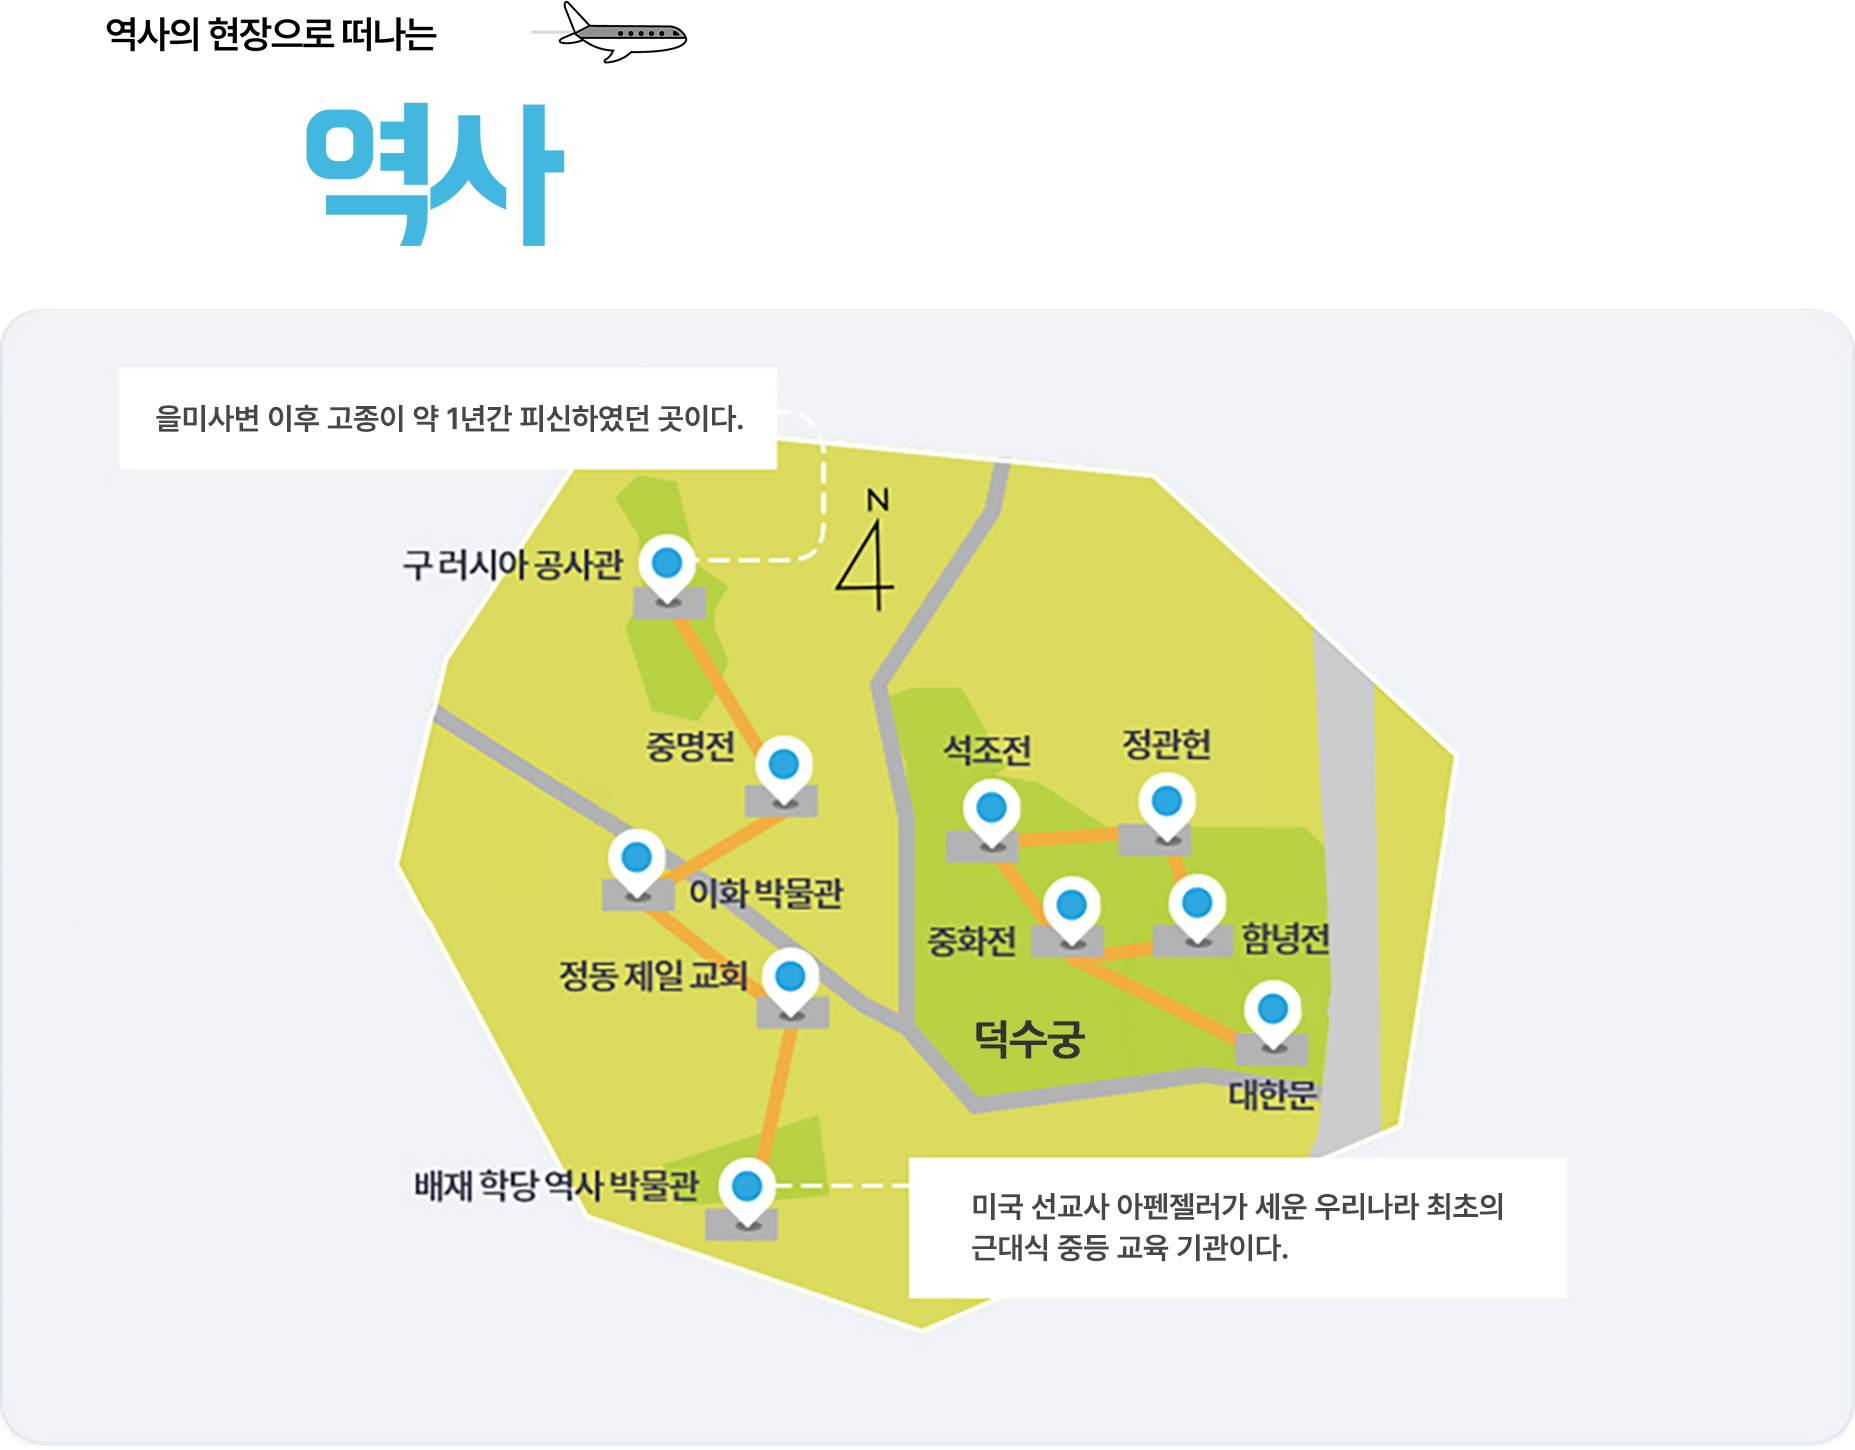 역사의 현장으로 떠나는
역사
을미사변 이후 고종이 약 1년간 피신하였던 곳이다.
N
구 러시아 공사관
중명전
석조전
정관헌
이화 박물관
중화전
함녕전
정동 제일 교회
덕수궁
대한문
배재 학당 역사 박물관
미국 선교사 아펜젤러가 세운 우리나라 최초의
근대식 중등 교육 기관이다.